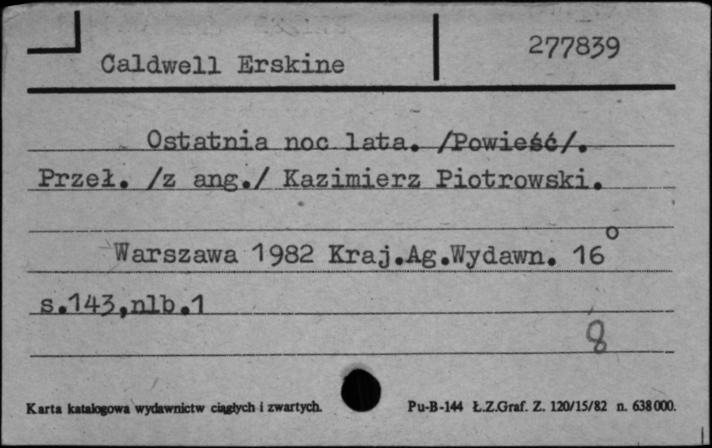 Caldwell Erskine 277839
Ostatnia noc lata. /Powieść/.
Przeł. /z ang./ Kazimierz Piotrowski.
Warszawa 1982 Kraj.Ag.Wydawn. 16°
s.143,nlb.1
8
Karta katalogowa wydawnictw ciągłych i zwartych. Pu-B-144 Ł.Z.Graf. Z. 120/15/82 n. 638000.